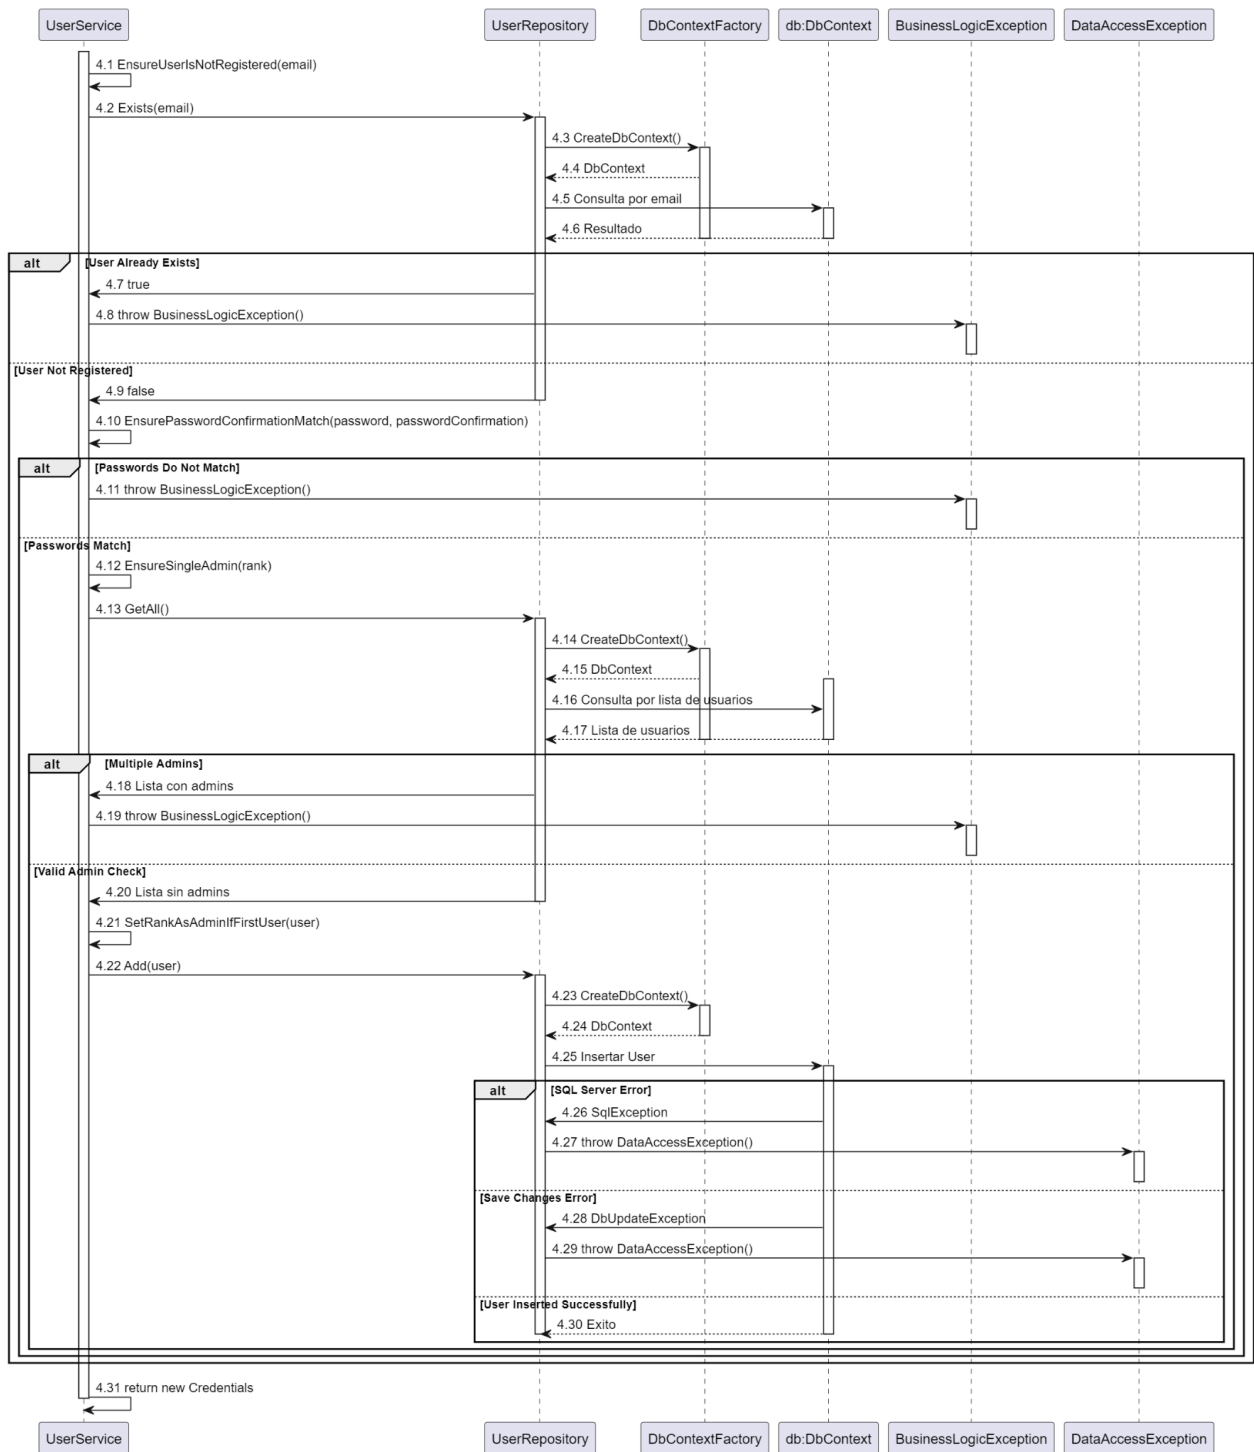 UserService
UserRepository
DbContextFactory
db:DbContext
BusinessLogicException
DataAccessException
4.1 EnsureUserIsNotRegistered(email)
4.2 Exists(email)
4.3 CreateDbContext()
4.4 DbContext
4.5 Consulta por email
4.6 Resultado
alt
[User Already Exists]
4.7 true
4.8 throw BusinessLogicException()
[User Not Registered]
4.9 false
4.10 EnsurePasswordConfirmationMatch(password, passwordConfirmation)
alt
[Passwords Do Not Match]
4.11 throw BusinessLogicException()
[Passwords Match]
4.12 EnsureSingleAdmin(rank)
4.13 GetAll()
4.14 CreateDbContext()
4.15 DbContext
4.16 Consulta por lista de usuarios
4.17 Lista de usuarios
alt
[Multiple Admins]
4.18 Lista con admins
4.19 throw BusinessLogicException()
[Valid Admin Check]
4.20 Lista sin admins
4.21 SetRankAsAdminIfFirstUser(user)
4.22 Add(user)
4.23 CreateDbContext()
4.24 DbContext
4.25 Insertar User
alt
[SQL Server Error]
4.26 SqlException
4.27 throw DataAccessException()
[Save Changes Error]
4.28 DbUpdateException
4.29 throw DataAccessException()
[User Inserted Successfully]
4.30 Exito
4.31 return new Credentials
UserService
UserRepository
DbContextFactory
db:DbContext
BusinessLogicException
DataAccessException